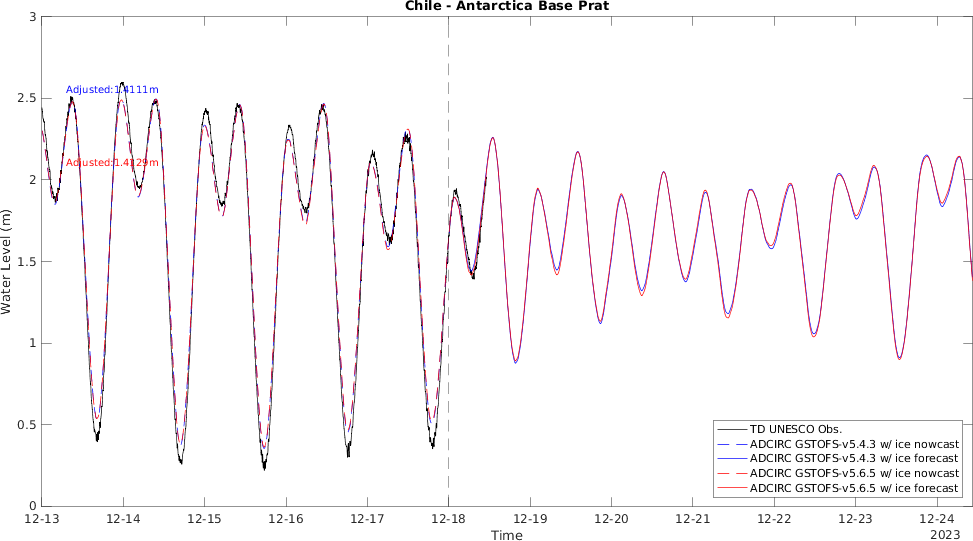 Chile - Antarctica Base Prat
3
2.5
2
1.5
1
0.5
0
Water Level (m)
Adjusted:1.4111m
Adjusted:1.4129m
TD UNESCO Obs.
ADCIRC GSTOFS-v5.4.3 w/ ice nowcast
ADCIRC GSTOFS-v5.4.3 w/ ice forecast
ADCIRC GSTOFS-v5.6.5 w/ ice nowcast
ADCIRC GSTOFS-v5.6.5 w/ ice forecast
12-13 12-14 12-15 12-16 12-17 12-18 12-19 12-20 12-21 12-22 12-23 12-24
Time
2023